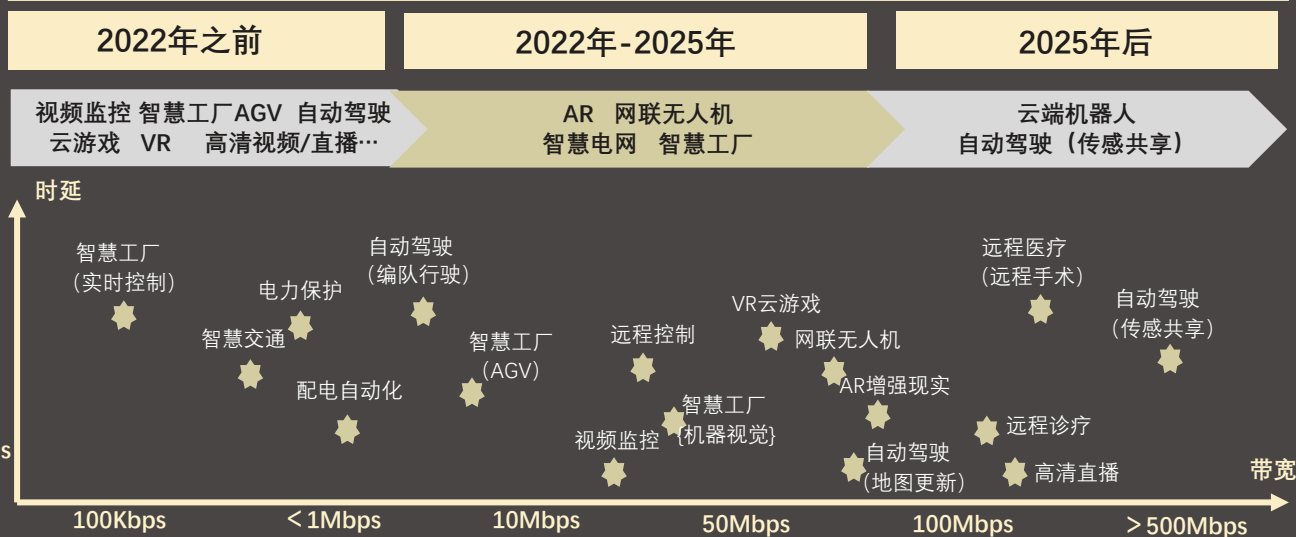 2022年之前
2022年-2025年
2025年后
视频监控 智慧工厂AGV 自动驾驶
云游戏 VR 高清视频/直播…
AR 网联无人机
智慧电网 智慧工厂
云端机器人
自动驾驶（传感共享）
时延
智慧工厂
（实时控制）
电力保护
自动驾驶
（编队行驶）
智慧交通
配电自动化
智慧工厂
（AGV）
远程控制
视频监控
智慧工厂
{机器视觉}
VR云游戏
网联无人机
AR增强现实
自动驾驶
（地图更新）
远程医疗
（远程手术）
自动驾驶
（传感共享）
远程诊疗
高清直播
s
带宽
100Kbps
＜1Mbps
10Mbps
50Mbps
100Mbps
＞500Mbps